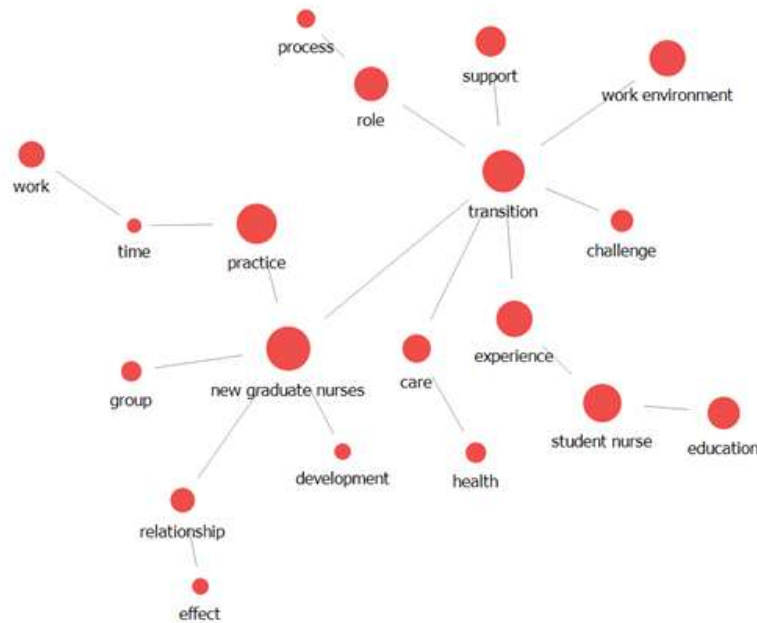 process
support
work environment
role
work
transition
challenge
time
practice
experience
new graduate nurses
care
group
student nurse
education
development
health
relationship
effect